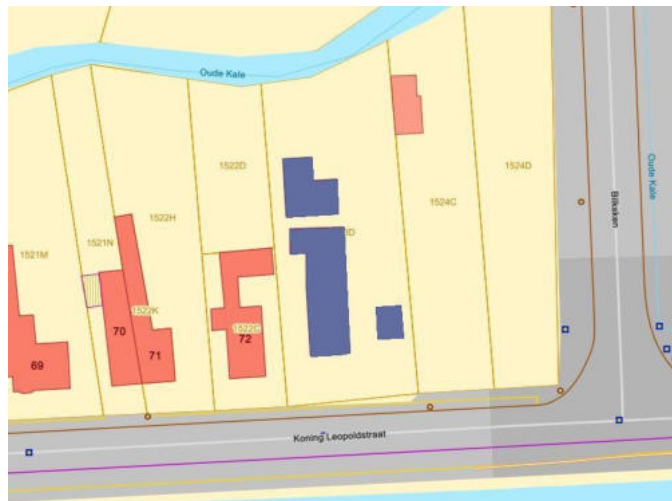 Oude Kale
1522D
1524D
Oude Kale
1524C
Bilksken
1522H
D
1521N
1521M
1522K
1522C
70
71
72
69
Koning Leopoldstraat